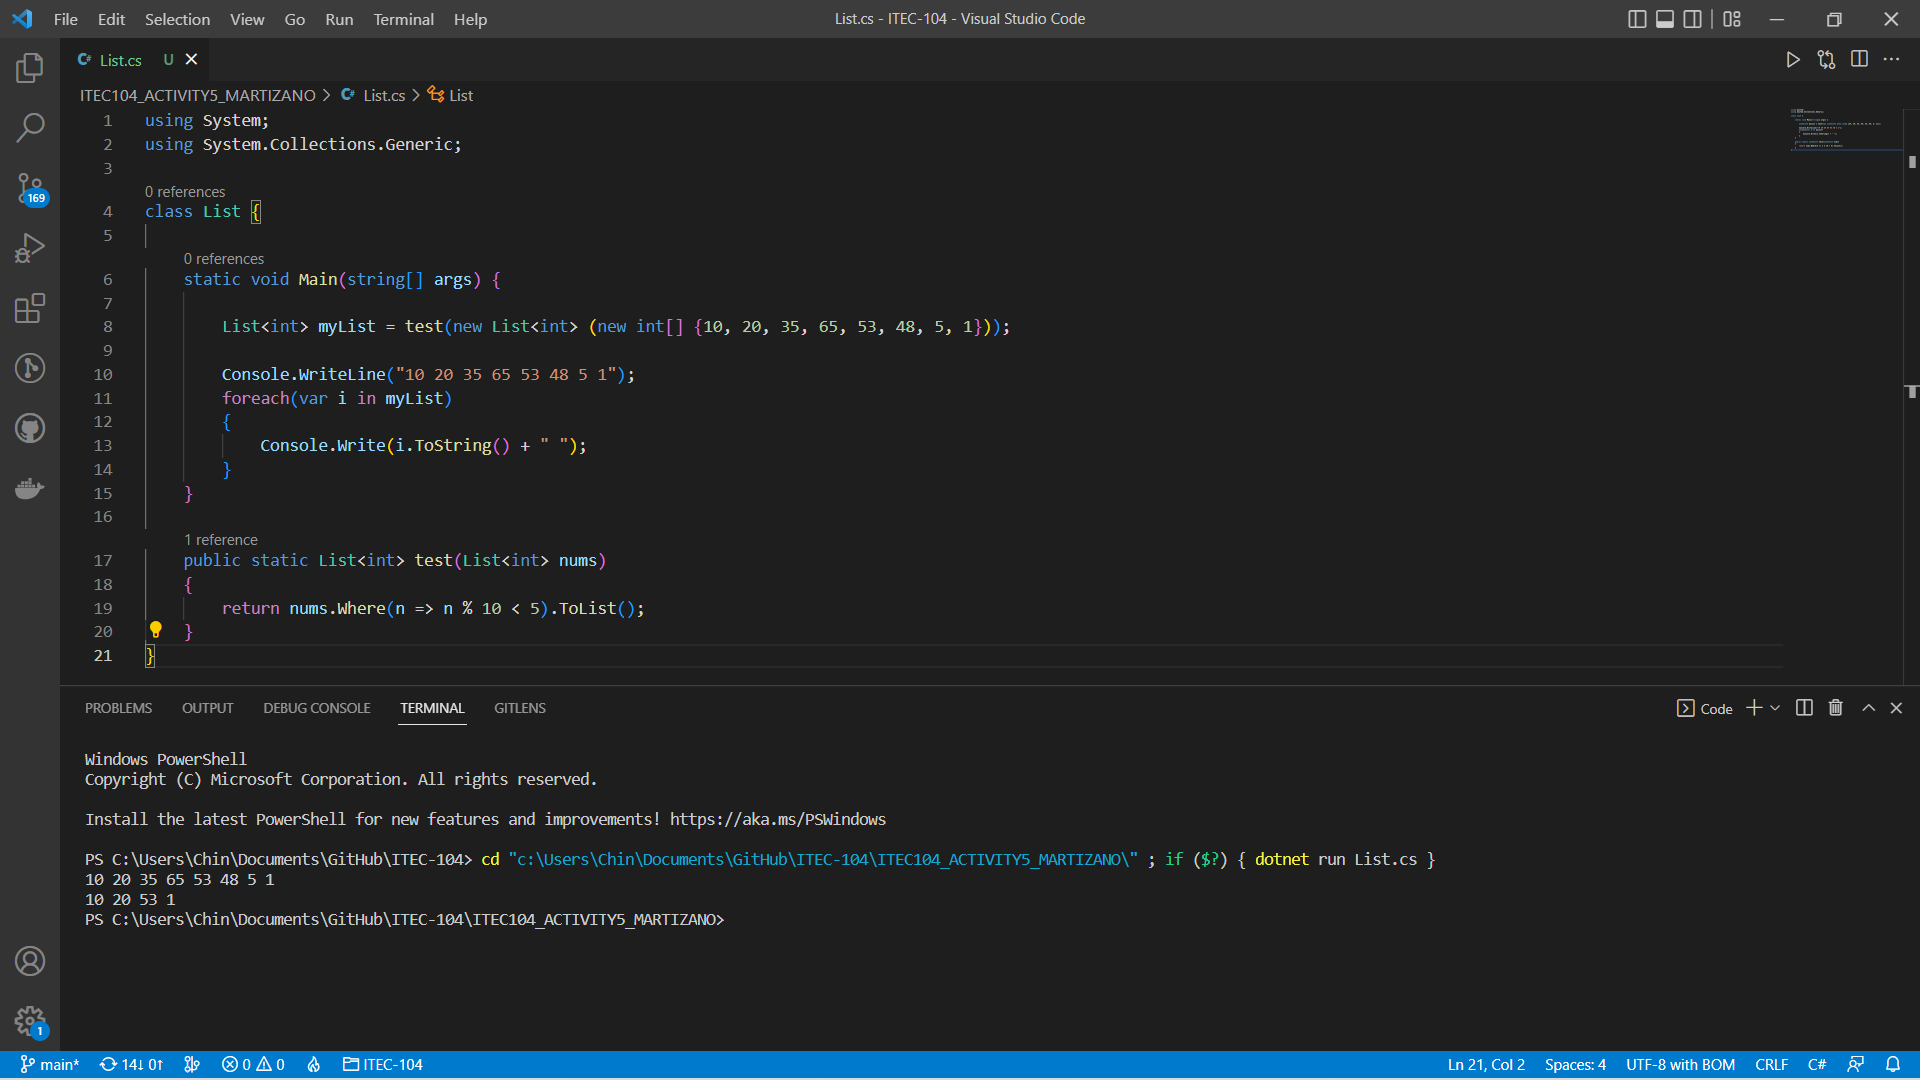 File Edit Selection View Go Run Terminal Help List.cs - ITEC-104 - Visual Studio Code
C# List.cs U
ITEC104_ACTIVITY5_MARTIZANO > C# List.cs > List
1 using System;
2 using System.Collections.Generic;
3
0 references
4 class List {
5
0 references
6 static void Main(string[] args) {
7
8 List<int> myList = test(new List<int> (new int[] {10, 20, 35, 65, 53, 48, 5, 1}));
9
10 Console.WriteLine("10 20 35 65 53 48 5 1");
11 foreach(var i in myList)
12 {
13 Console.Write(i.ToString() + " ");
14 }
15 }
16
1 reference
17 public static List<int> test(List<int> nums)
18 {
19 return nums.Where(n => n % 10 < 5).ToList();
20 }
21 }
169
PROBLEMS OUTPUT DEBUG CONSOLE TERMINAL GITLENS Code
Windows PowerShell
Copyright (C) Microsoft Corporation. All rights reserved.
Install the latest PowerShell for new features and improvements! https://aka.ms/PSWindows
PS C:\Users\Chin\Documents\GitHub\ITEC-104> cd "c:\Users\Chin\Documents\GitHub\ITEC-104\ITEC104_ACTIVITY5_MARTIZANO\" ; if ($?) { dotnet run List.cs }
10 20 35 65 53 48 5 1
10 20 53 1
PS C:\Users\Chin\Documents\GitHub\ITEC-104\ITEC104_ACTIVITY5_MARTIZANO>
1
main* 14↓ 0↑ 0 0 ITEC-104 Ln 21, Col 2 Spaces: 4 UTF-8 with BOM CRLF C#